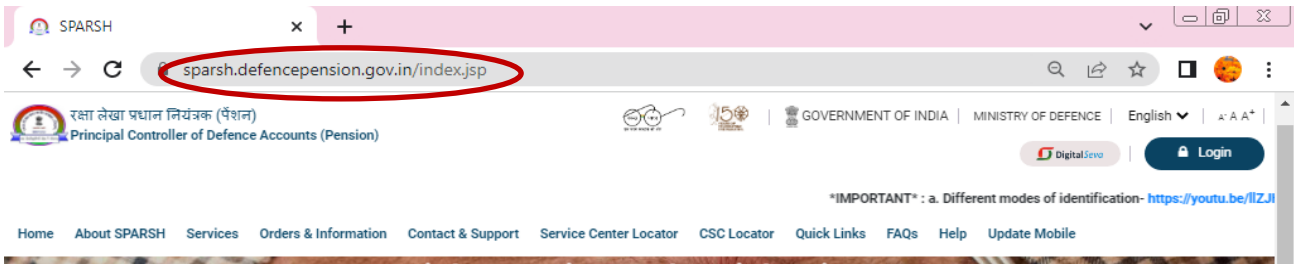 SPARSH
sparsh.defencepension.gov.in/index.jsp
रक्षा लेखा प्रधान नियंत्रक (पेंशन)
Principal Controller of Defence Accounts (Pension)
GOVERNMENT OF INDIA | MINISTRY OF DEFENCE | English | A- A A+ |
DigitalSeva | Login
*IMPORTANT* : a. Different modes of identification- https://youtu.be/llZJI
Home About SPARSH Services Orders & Information Contact & Support Service Center Locator CSC Locator Quick Links FAQs Help Update Mobile